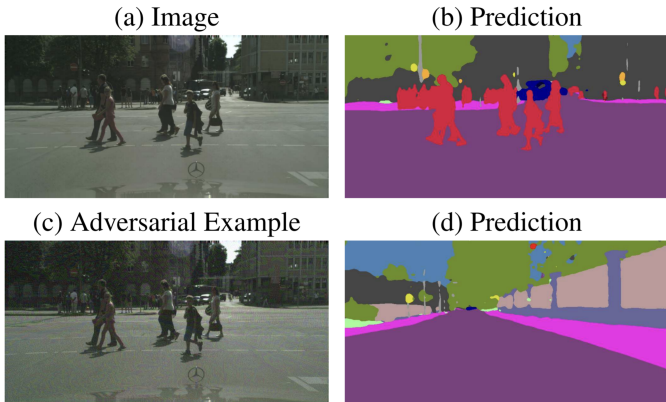 (a) Image
(b) Prediction
(c) Adversarial Example
(d) Prediction